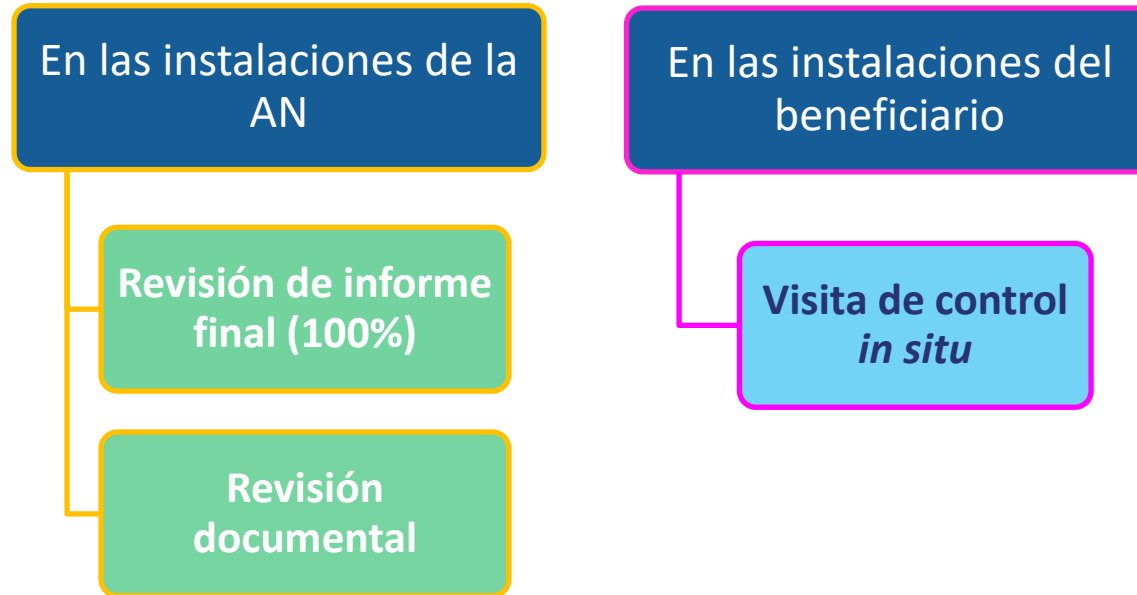 En las instalaciones de la
AN
Revisión de informe
final (100%)
Revisión
documental
En las instalaciones del
beneficiario
Visita de control
in situ